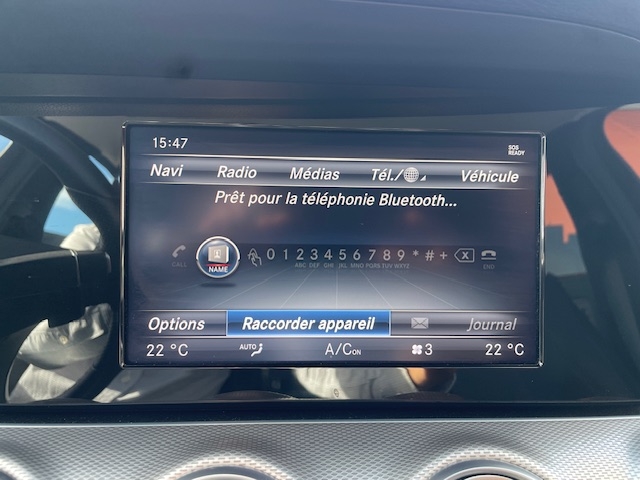 15:47 SOS READY
Navi Radio Médias Tél./ Véhicule
Prêt pour la téléphonie Bluetooth...
CALL NAME 0 1 2 3 4 5 6 7 8 9 * # + X END
ABC DEF GHI JKL MNO PQRS TUV WXYZ
Options Raccorder appareil Journal
22 °C AUTO A/C ON 3 22 °C